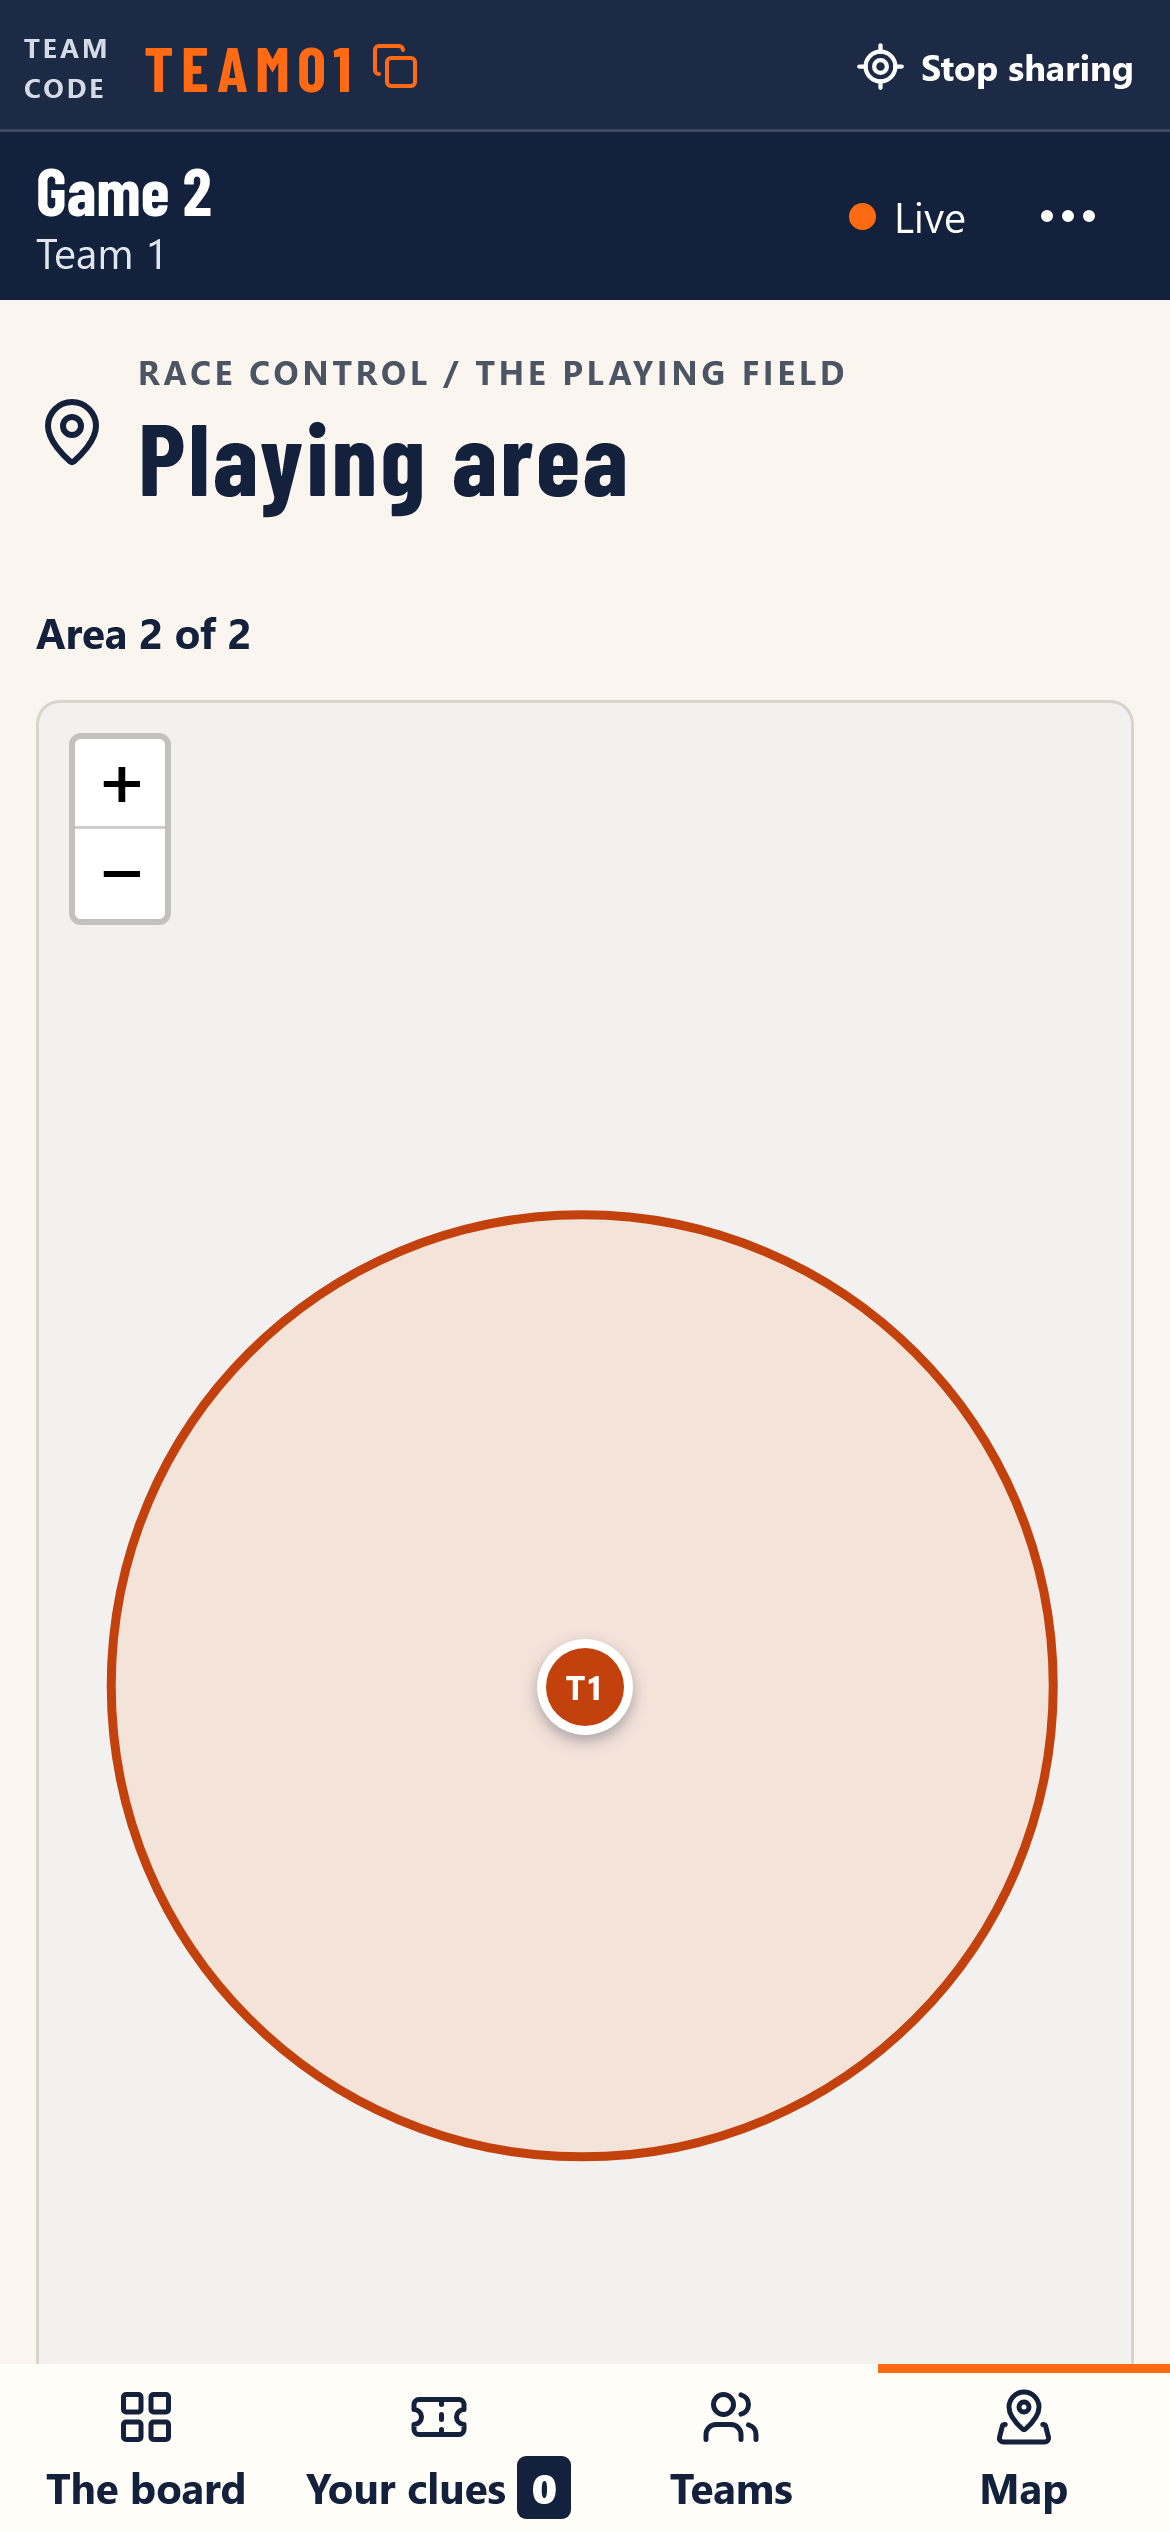 TEAM
CODE
TEAM01
Stop sharing
Game 2
Team 1
Live
RACE CONTROL / THE PLAYING FIELD
Playing area
Area 2 of 2
+
−
T1
The board
Your clues 0
Teams
Map